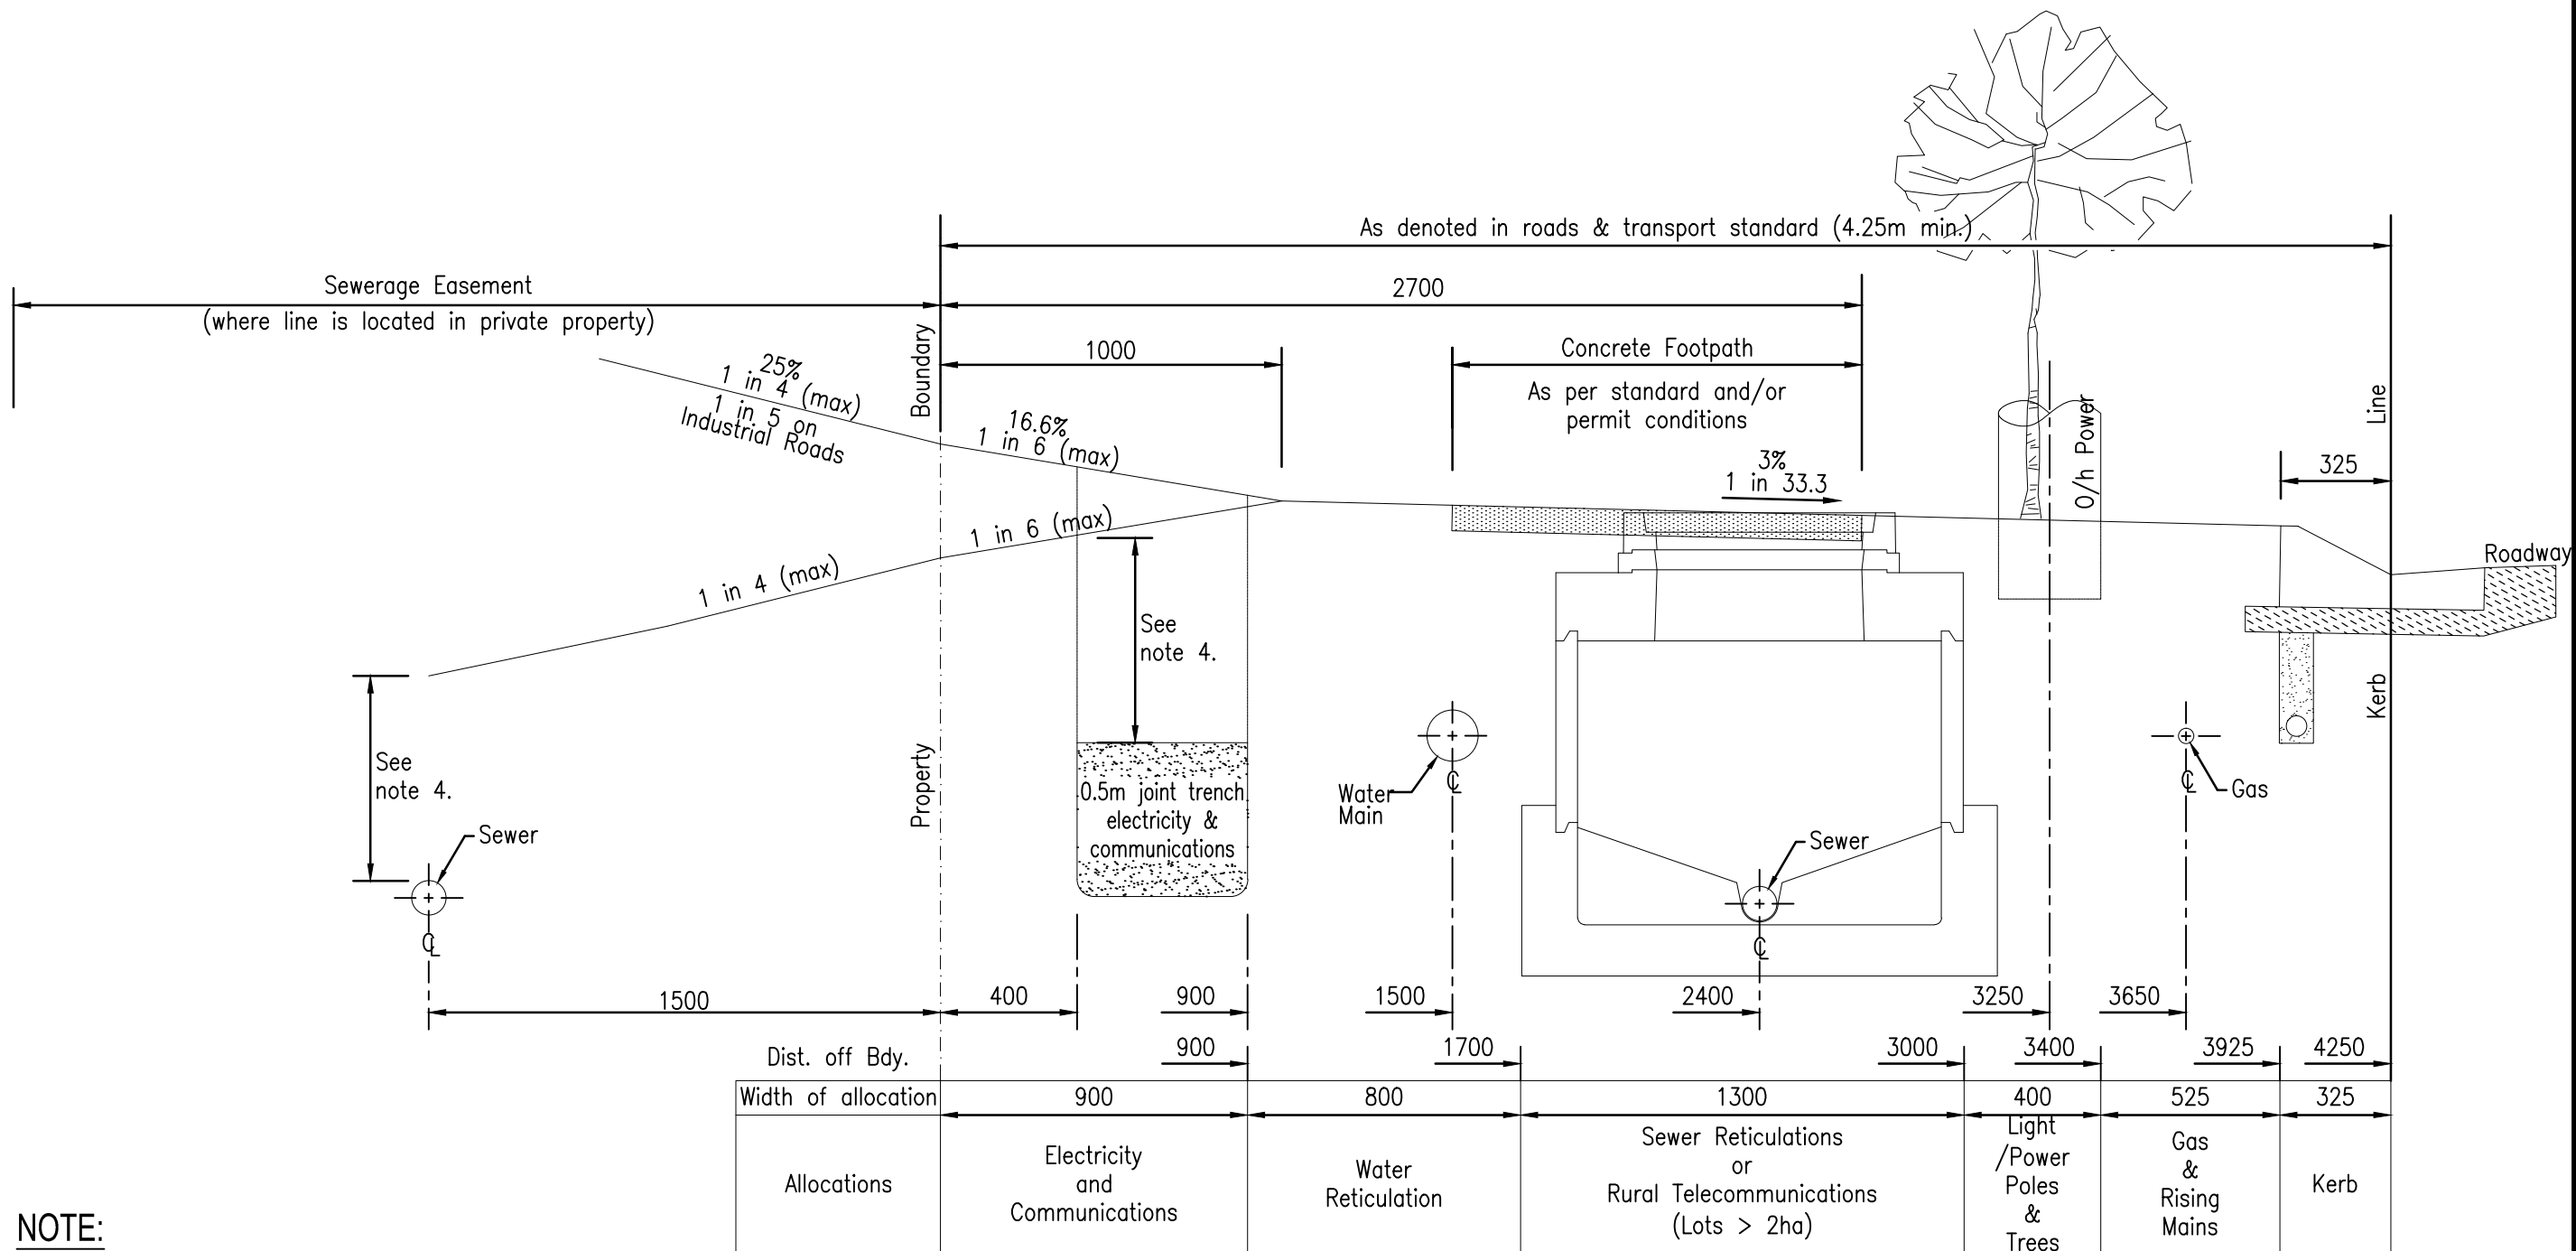 As denoted in roads & transport standard (4.25m min.)
Sewerage Easement
(where line is located in private property)
2700
Boundary
1000
Concrete Footpath
As per standard and/or
permit conditions
25%
1 in 4 (max)
1 in 5 on
Industrial Roads
16.6%
1 in 6 (max)
3%
1 in 33.3
O/h Power
Line
325
Roadway
1 in 6 (max)
1 in 4 (max)
See
note 4.
See
note 4.
Property
Kerb
0.5m joint trench
electricity &
communications
Water
Main
℄
℄
Gas
Sewer
Sewer
℄
℄
1500
400
900
1500
2400
3250
3650
Dist. off Bdy.
900
1700
3000
3400
3925
4250
Width of allocation
900
800
1300
400
525
325
Allocations
Electricity
and
Communications
Water
Reticulation
Sewer Reticulations
or
Rural Telecommunications
(Lots > 2ha)
Light
/Power
Poles
&
Trees
Gas
&
Rising
Mains
Kerb
NOTE: